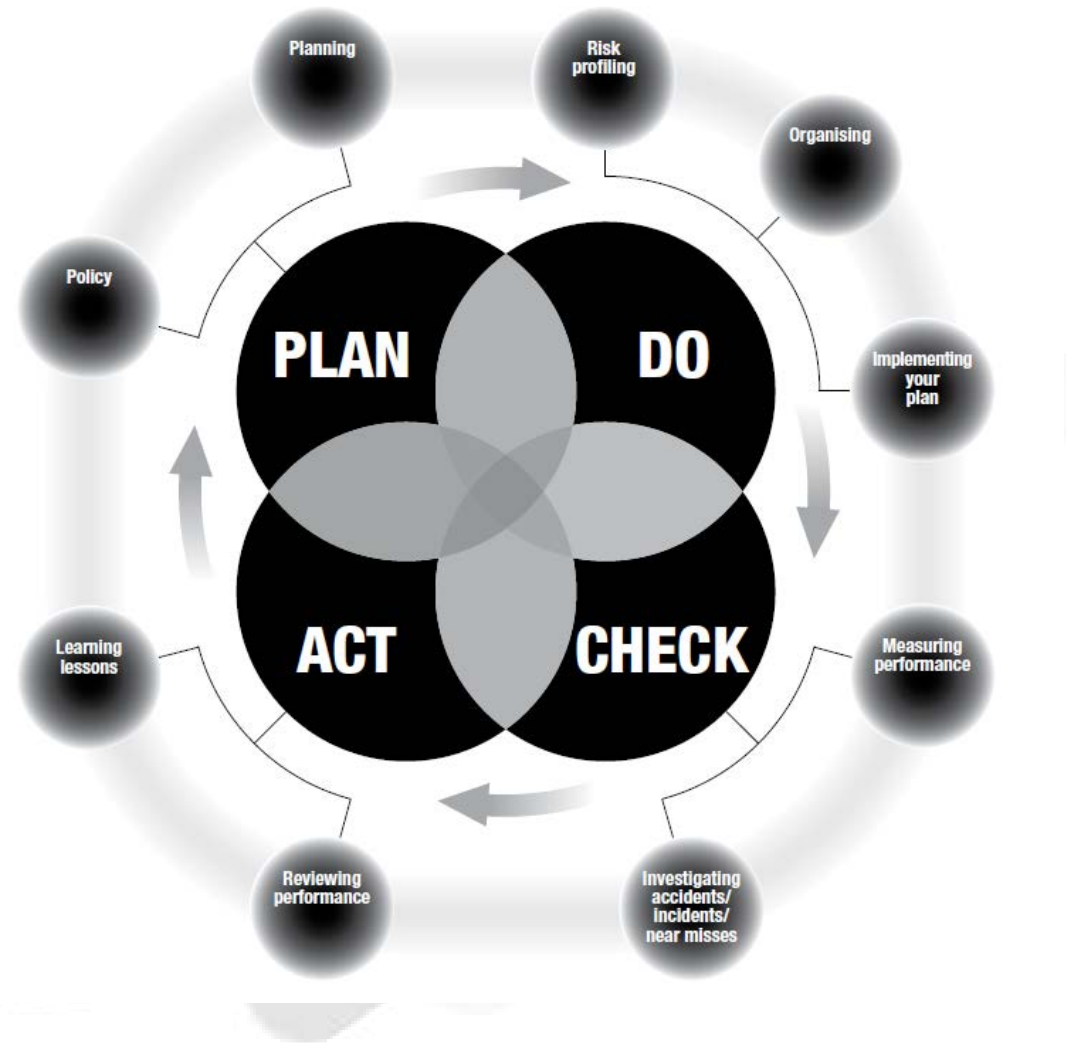 Planning
Risk
profiling
Organising
Policy
PLAN
DO
Implementing
your
plan
Learning
lessons
ACT
CHECK
Measuring
performance
Reviewing
performance
Investigating
accidents/
incidents/
near misses